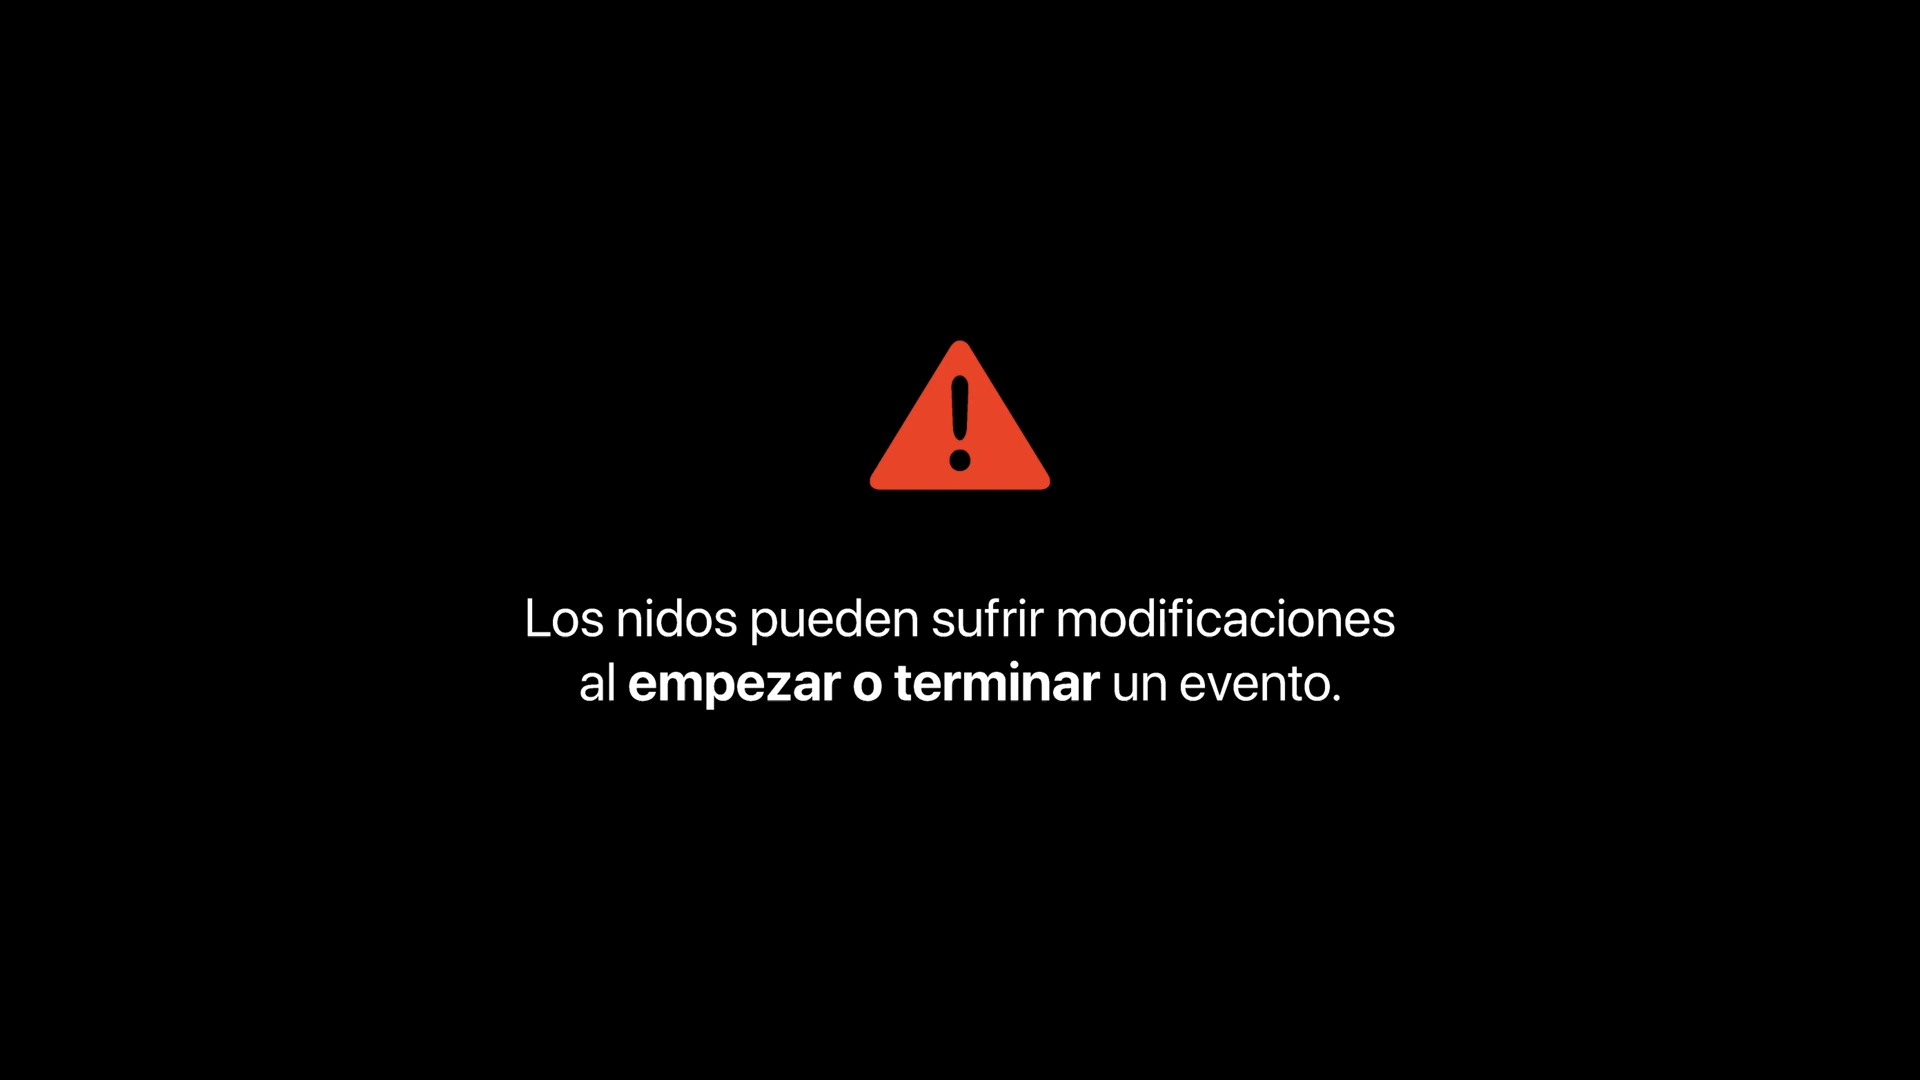 Los nidos pueden sufrir modificaciones
al empezar o terminar un evento.